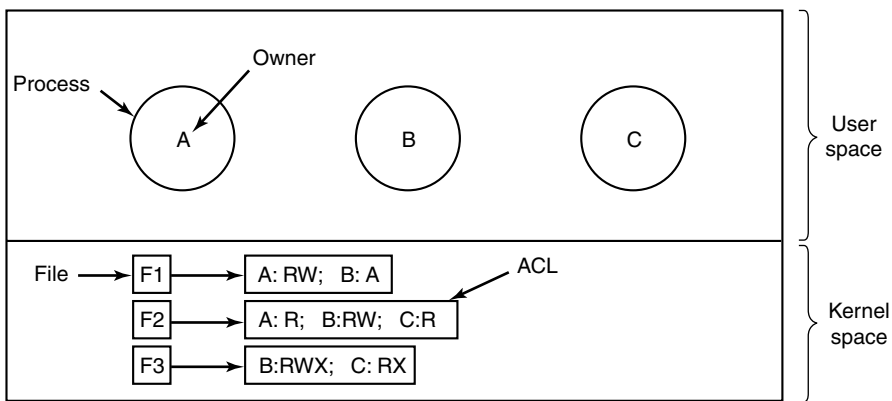 Owner
Process
A
B
C
User
space
File
F1
A: RW; B: A
ACL
F2
A: R; B:RW; C:R
F3
B:RWX; C: RX
Kernel
space